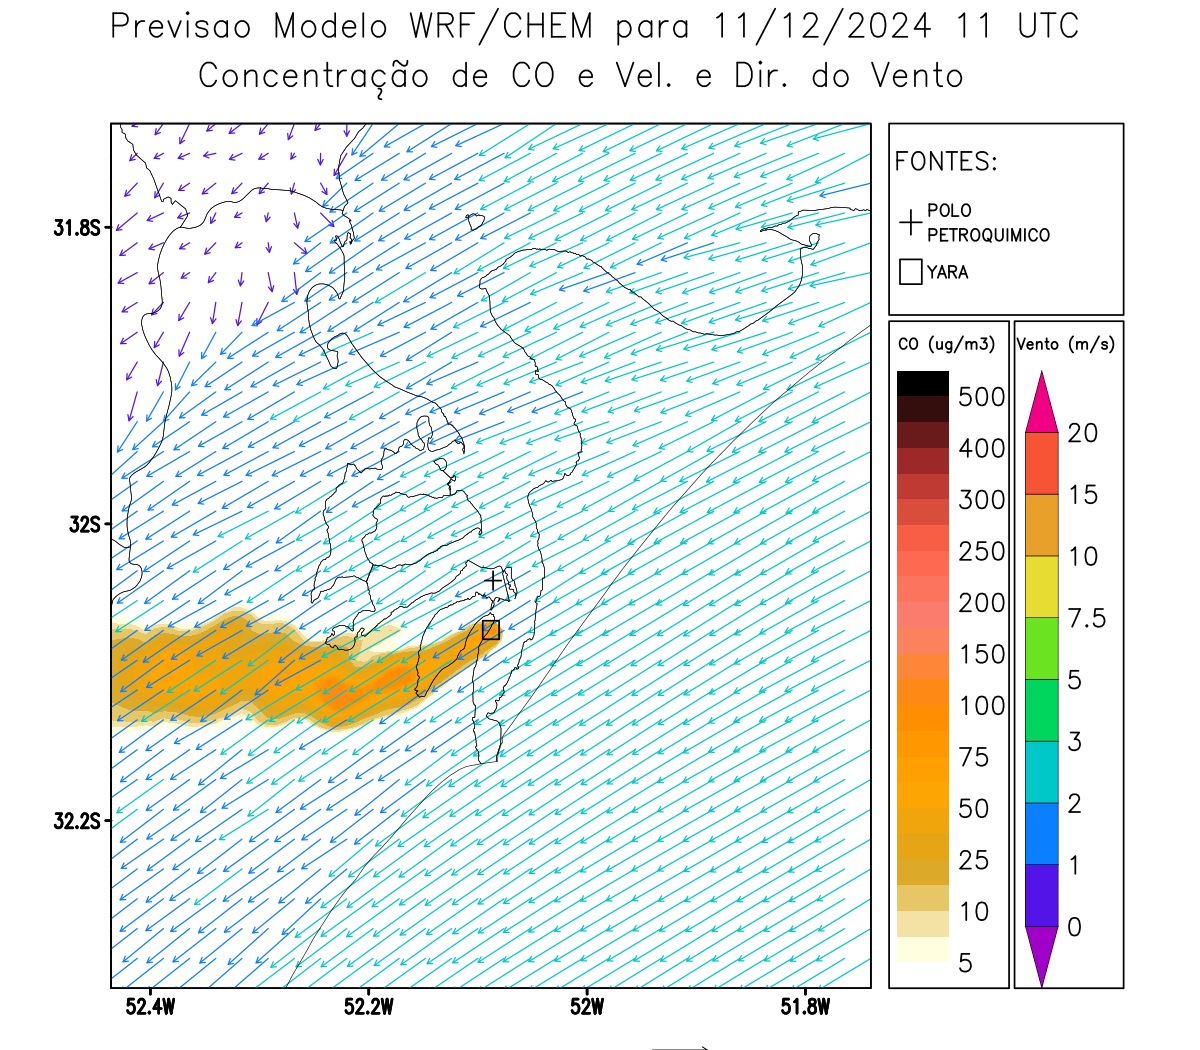 Previsao Modelo WRF/CHEM para 11/12/2024 11 UTC
Concentração de CO e Vel. e Dir. do Vento
FONTES:
POLO
PETROQUIMICO
YARA
CO (ug/m3)
500
400
300
250
200
150
100
75
50
25
10
5
Vento (m/s)
20
15
10
7.5
5
3
2
1
0
31.8S
32S
32.2S
52.4W
52.2W
52W
51.8W